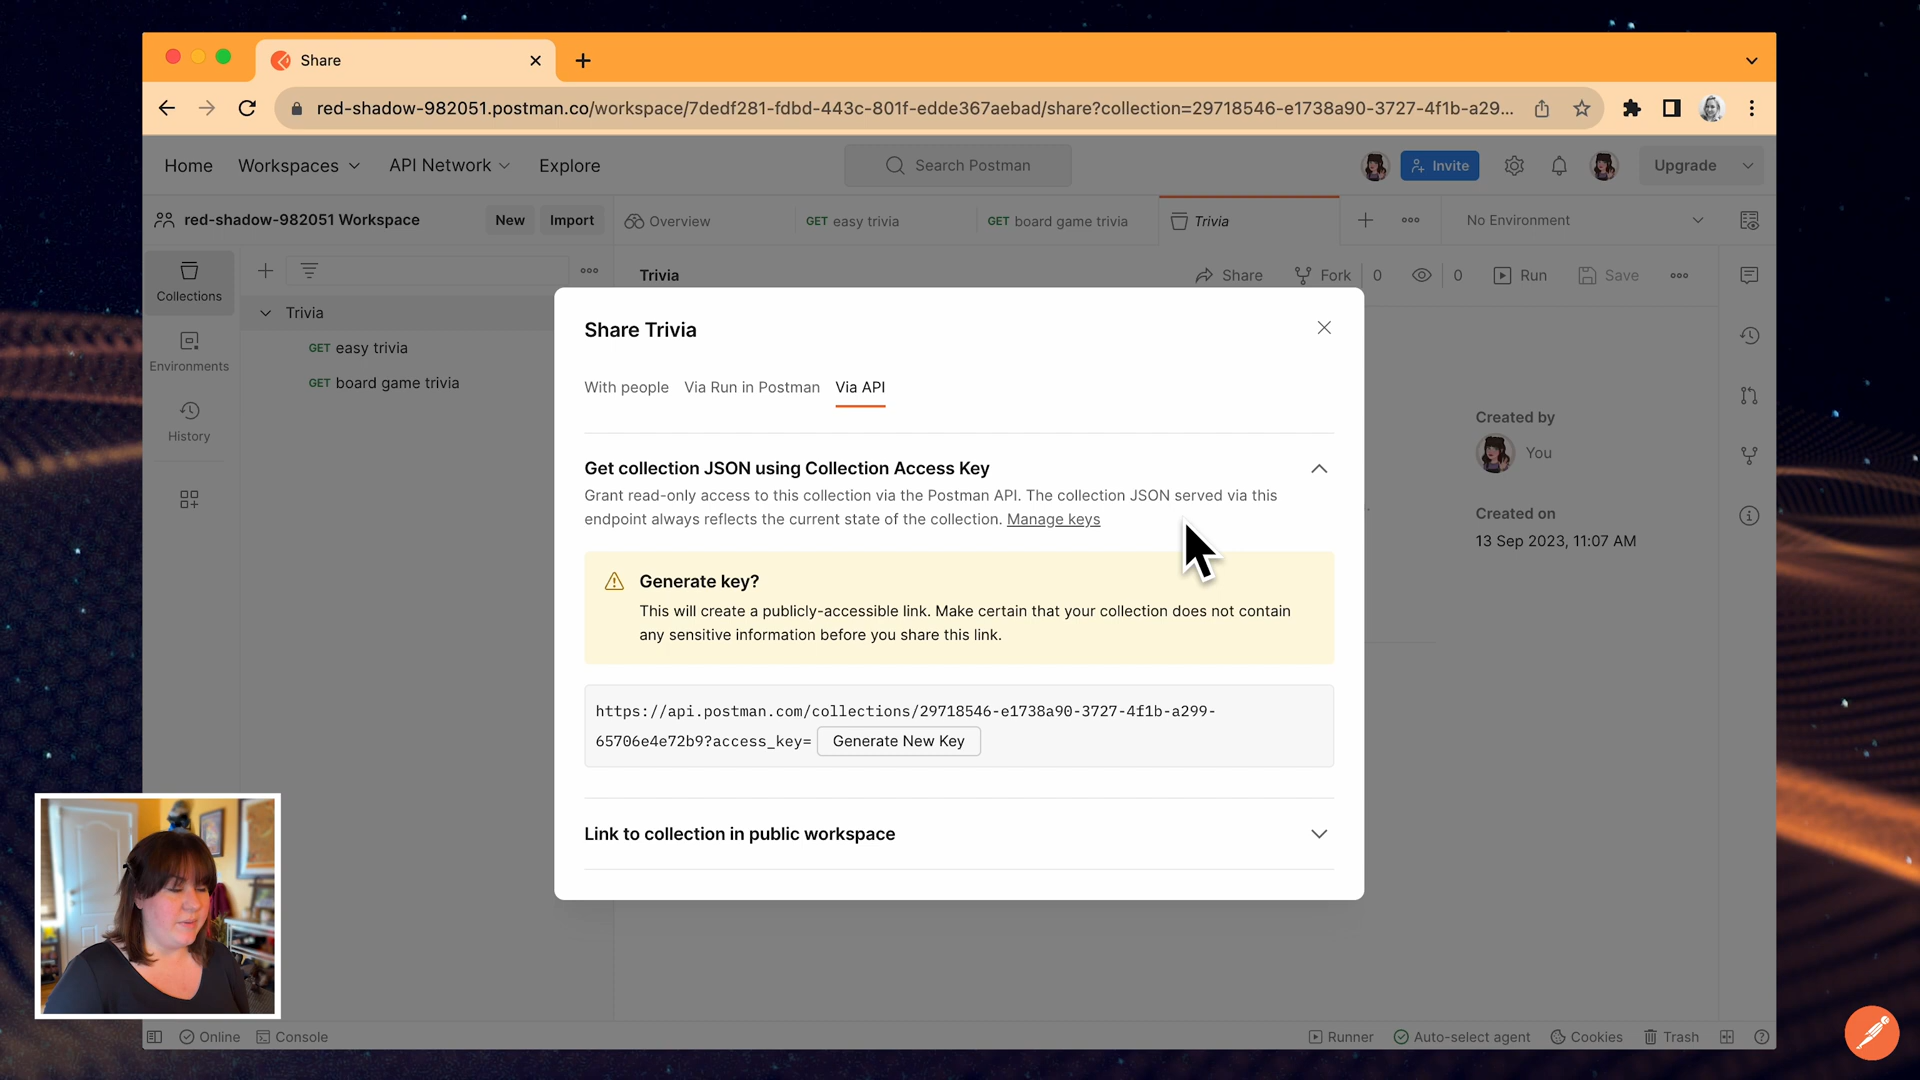 Share
red-shadow-982051.postman.co/workspace/7dedf281-fdbd-443c-801f-edde367aebad/share?collection=29718546-e1738a90-3727-4f1b-a29...
Home Workspaces API Network Explore Search Postman Invite Upgrade
red-shadow-982051 Workspace New Import Overview GET easy trivia GET board game trivia Trivia No Environment
Trivia Share Fork 0 0 Run Save
Collections
Trivia
GET easy trivia
GET board game trivia
Environments
History
Share Trivia
With people Via Run in Postman Via API
Get collection JSON using Collection Access Key
Grant read-only access to this collection via the Postman API. The collection JSON served via this
endpoint always reflects the current state of the collection. Manage keys
Generate key?
This will create a publicly-accessible link. Make certain that your collection does not contain
any sensitive information before you share this link.
https://api.postman.com/collections/29718546-e1738a90-3727-4f1b-a299-
65706e4e72b9?access_key= Generate New Key
Link to collection in public workspace
Created by
You
Created on
13 Sep 2023, 11:07 AM
Online Console Runner Auto-select agent Cookies Trash